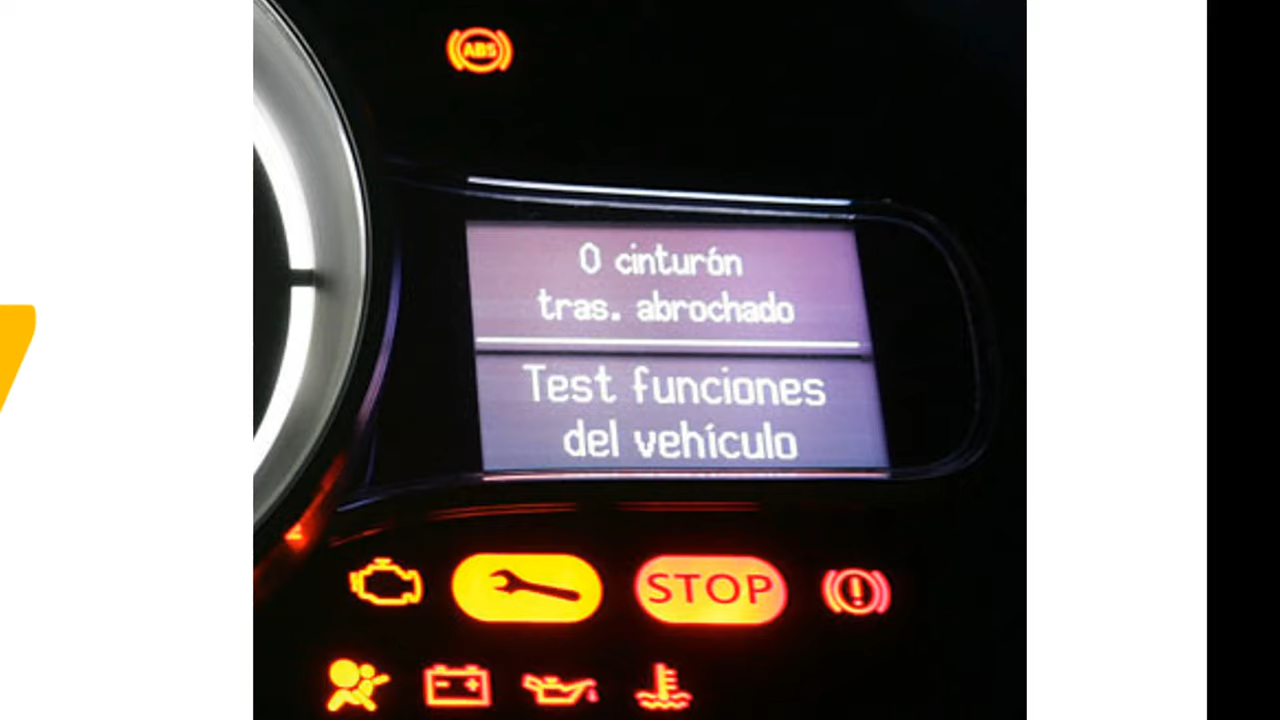 ABS
0 cinturón
tras. abrochado
Test funciones
del vehículo
STOP